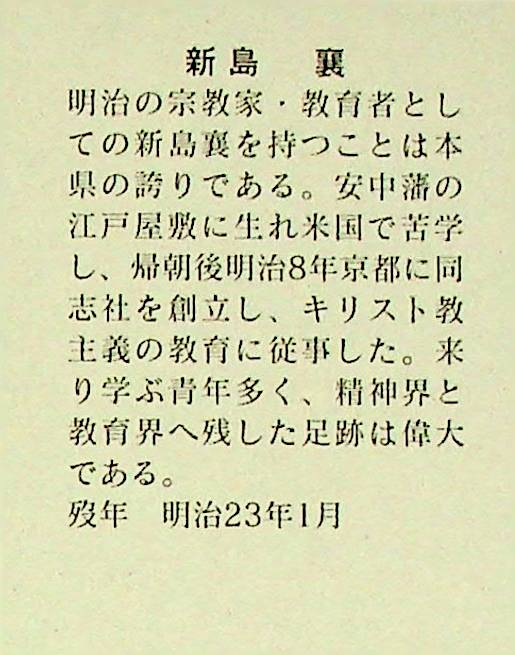 新島　襄
明治の宗教家・教育者とし
ての新島襄を持つことは本
県の誇りである。安中藩の
江戸屋敷に生れ米国で苦学
し、帰朝後明治8年京都に同
志社を創立し、キリスト教
主義の教育に従事した。来
り学ぶ青年多く、精神界と
教育界へ残した足跡は偉大
である。
歿年　明治23年1月